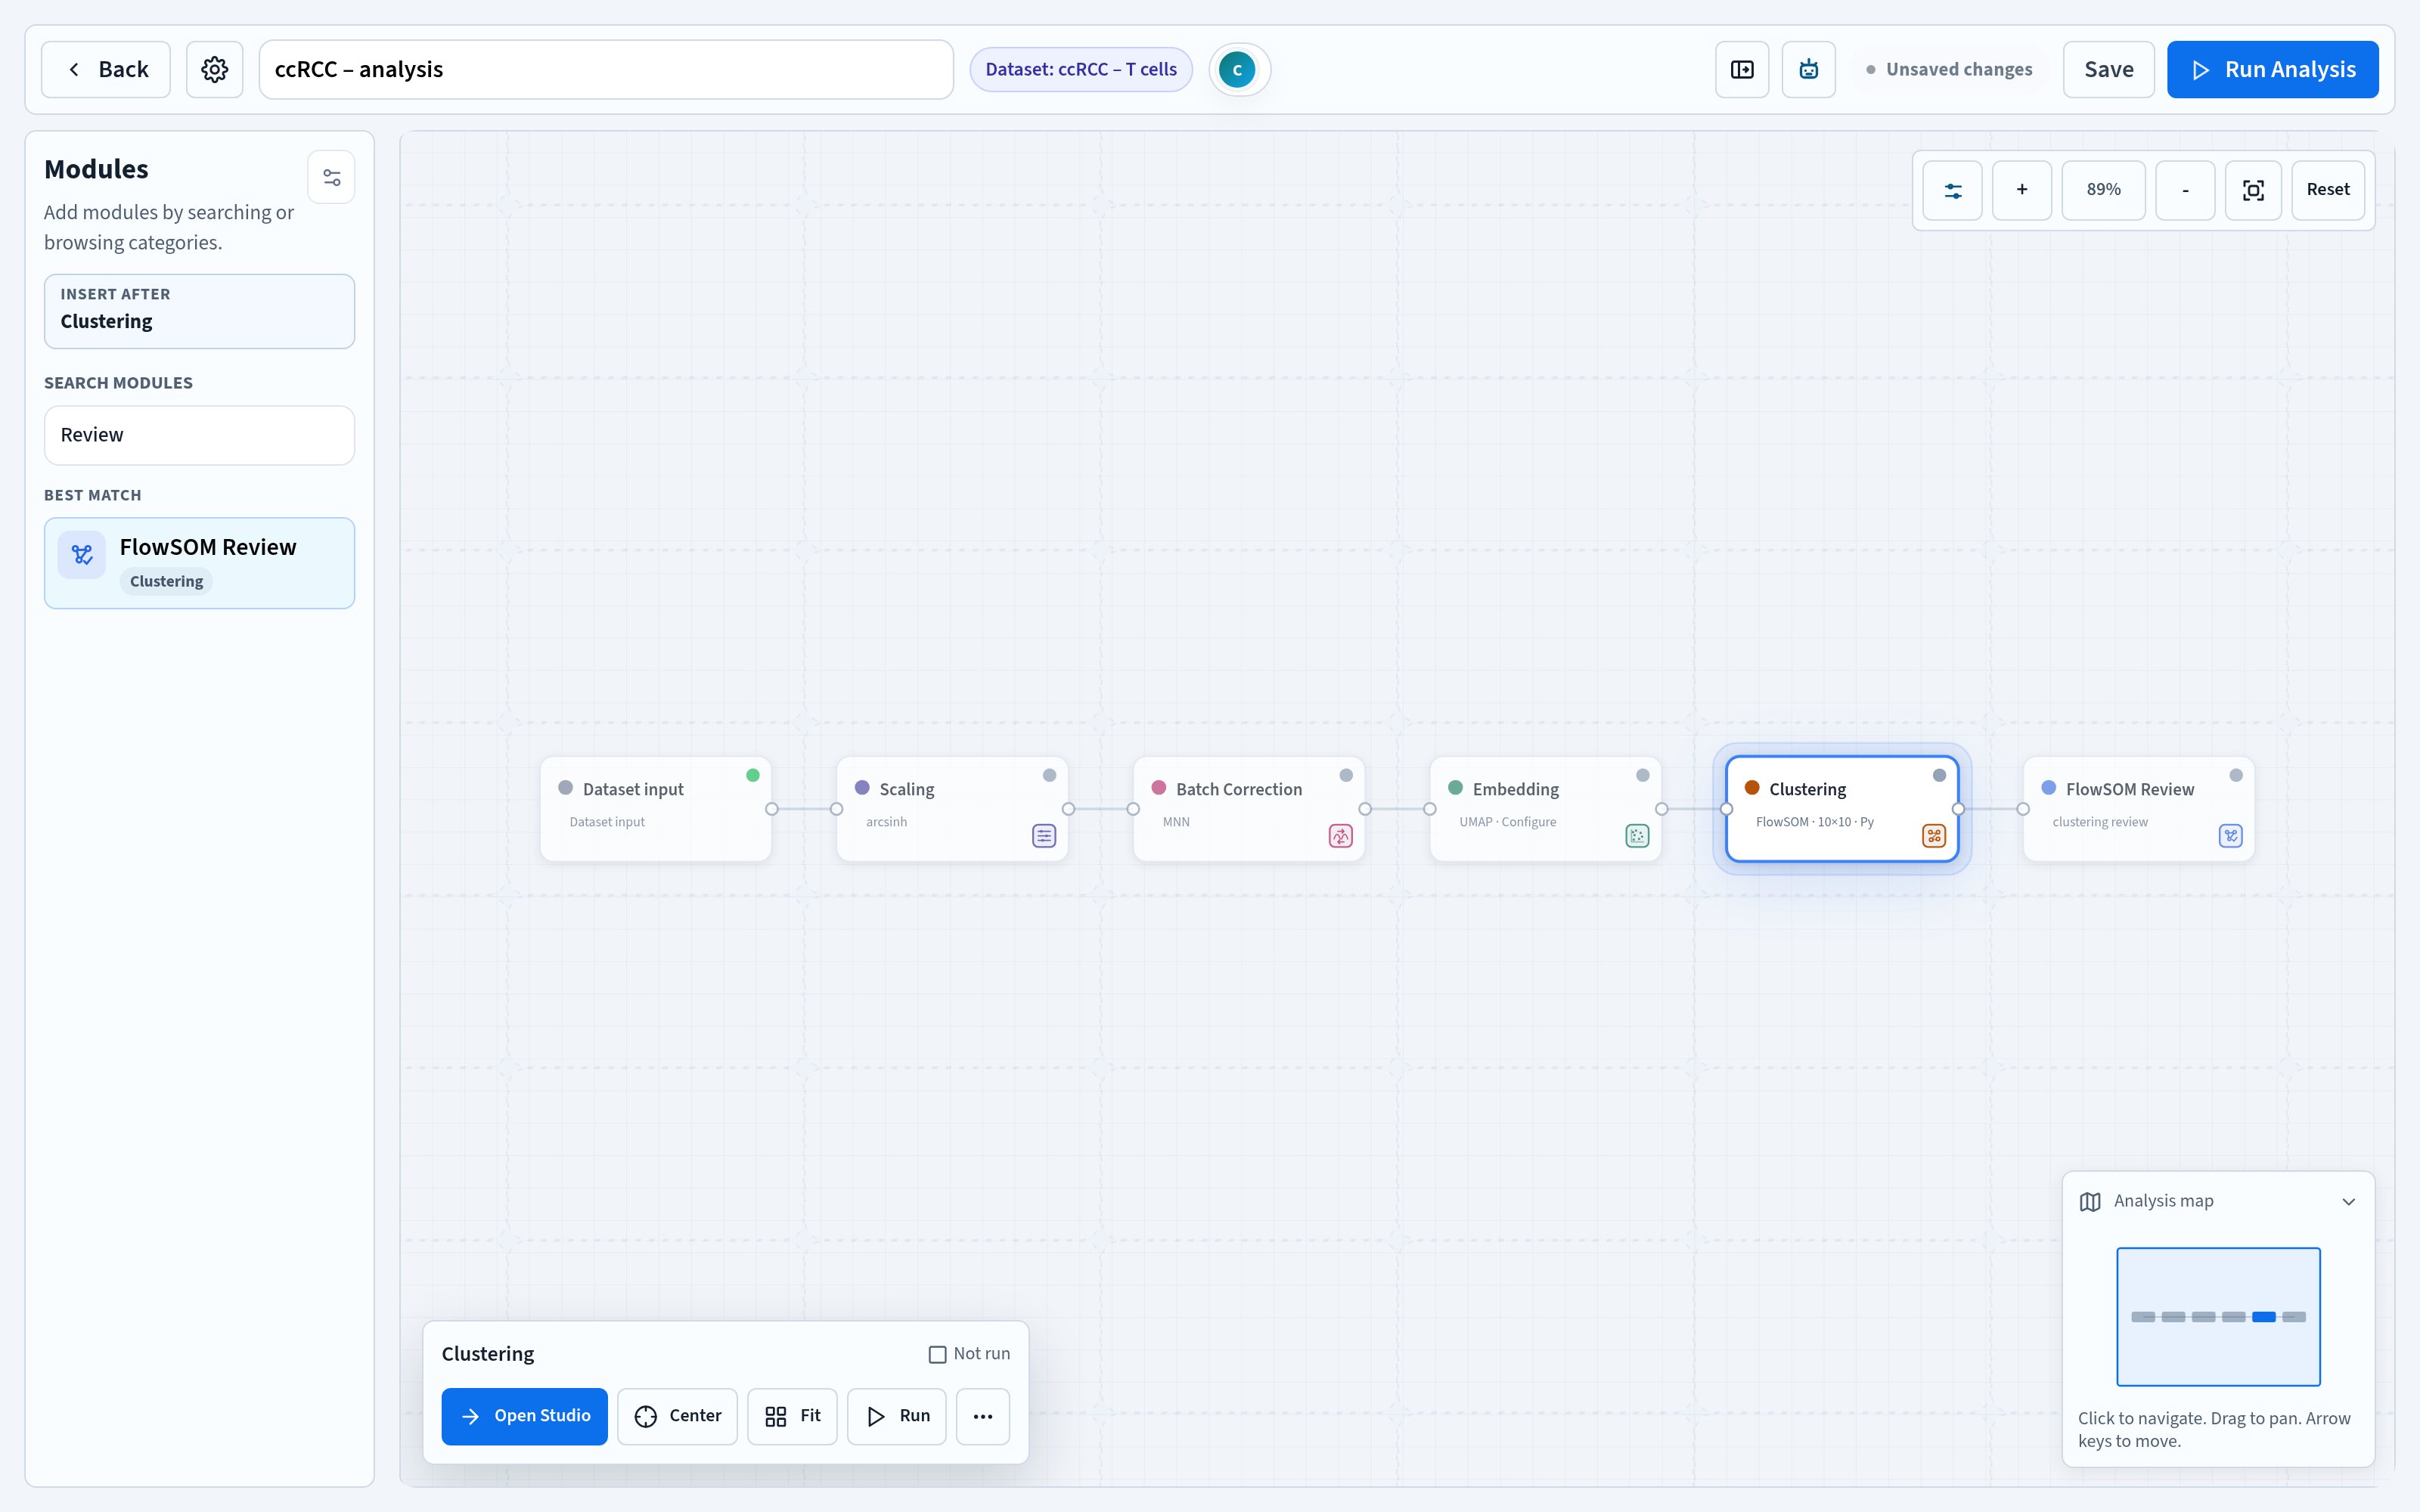 Back
ccRCC – analysis
Dataset: ccRCC – T cells
C
Unsaved changes
Save
Run Analysis
Modules
Add modules by searching or
browsing categories.
INSERT AFTER
Clustering
SEARCH MODULES
Review
BEST MATCH
FlowSOM Review
Clustering
+
89%
-
Reset
Dataset input
Dataset input
Scaling
arcsinh
Batch Correction
MNN
Embedding
UMAP · Configure
Clustering
FlowSOM · 10×10 · Py
FlowSOM Review
clustering review
Clustering
Not run
Open Studio
Center
Fit
Run
Analysis map
Click to navigate. Drag to pan. Arrow
keys to move.